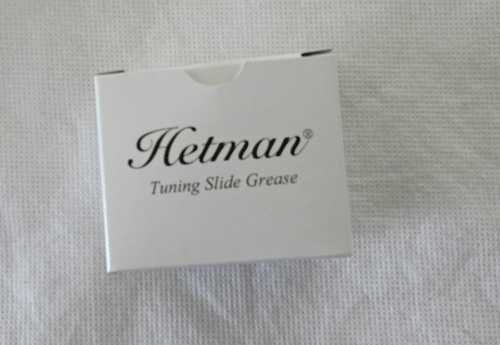 Hetman®
Tuning Slide Grease